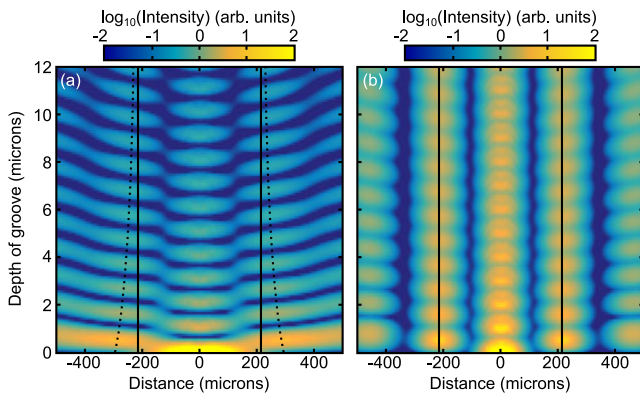 log₁₀(Intensity) (arb. units) log₁₀(Intensity) (arb. units)
-2 -1 0 1 2 -2 -1 0 1 2
12 (a) (b)
10
8
6
4
2
0
Depth of groove (microns)
-400 -200 0 200 400 -400 -200 0 200 400
Distance (microns) Distance (microns)